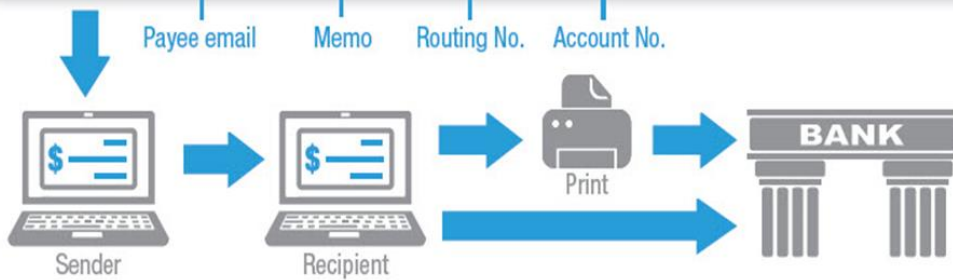 Payee email Memo Routing No. Account No.
$ $ BANK
Print
Sender Recipient